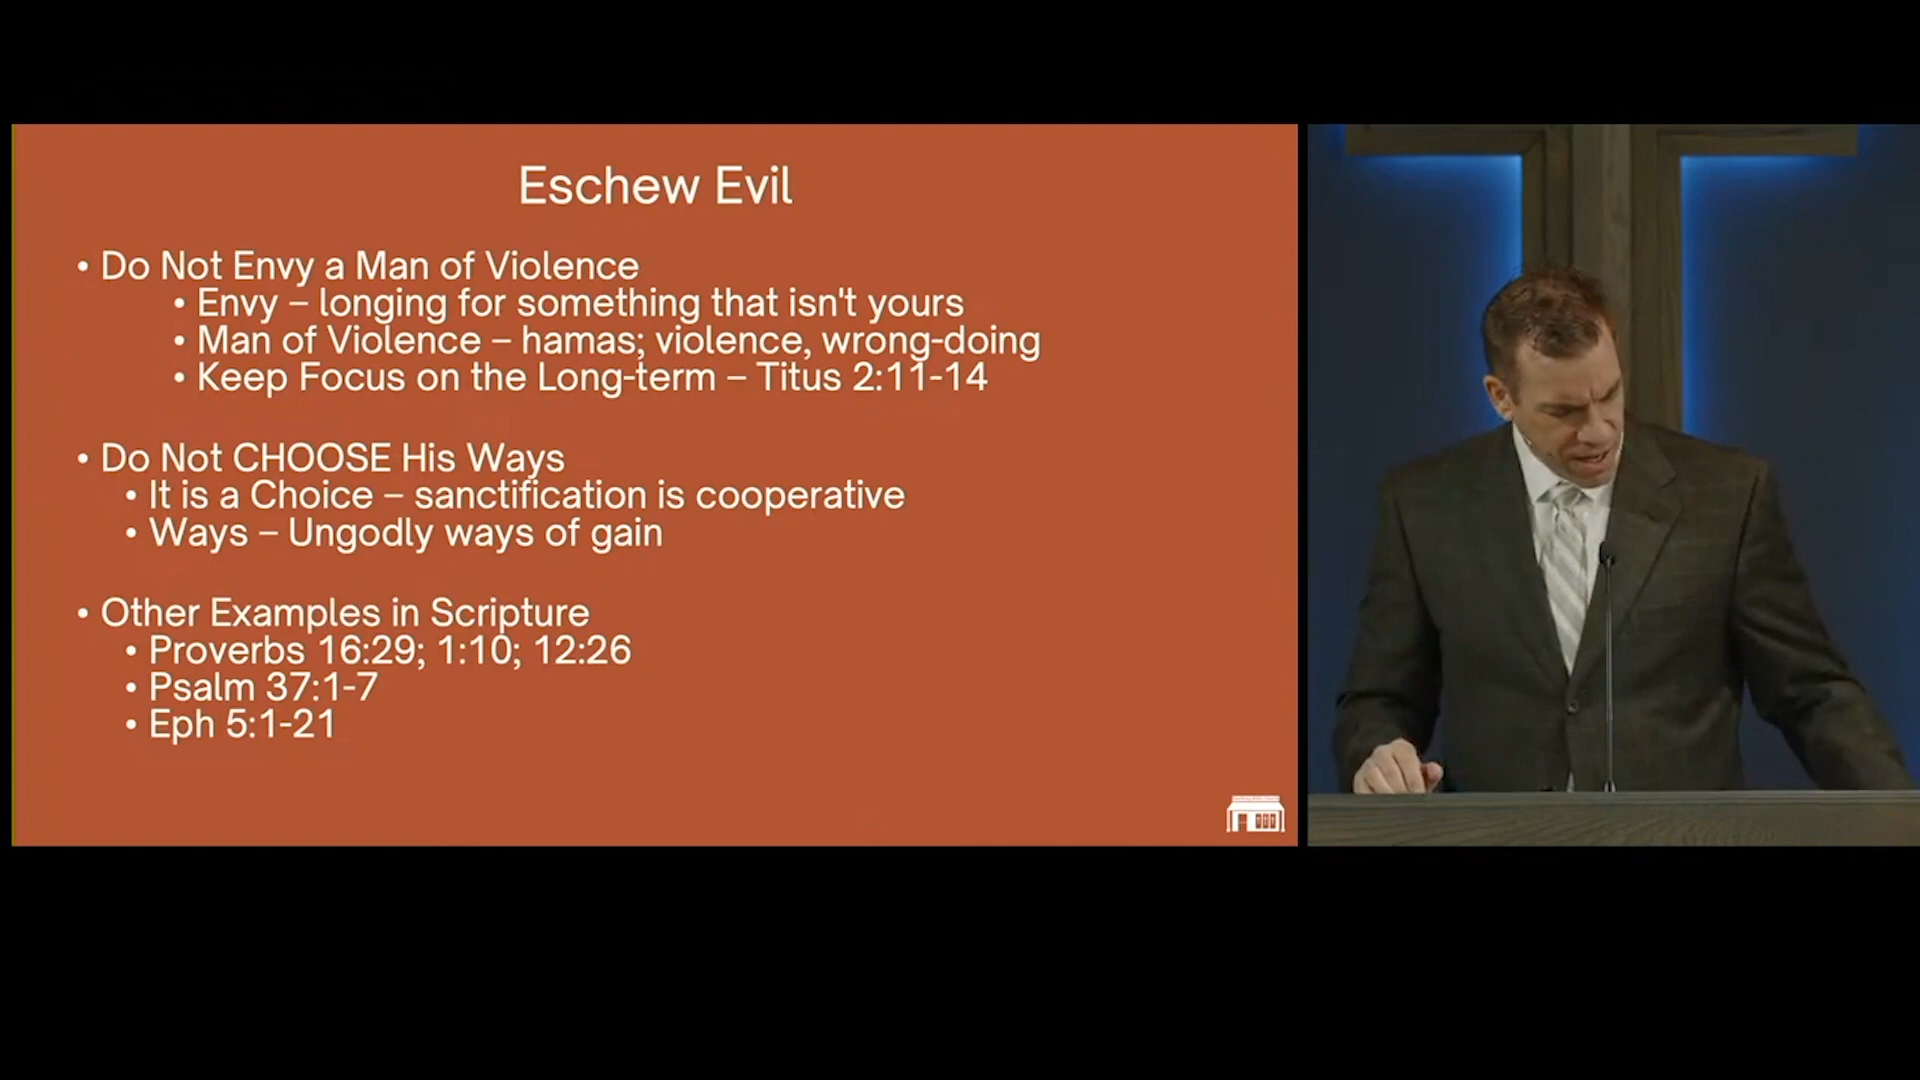 Eschew Evil
• Do Not Envy a Man of Violence
• Envy – longing for something that isn't yours
• Man of Violence – hamas; violence, wrong-doing
• Keep Focus on the Long-term – Titus 2:11-14
• Do Not CHOOSE His Ways
• It is a Choice – sanctification is cooperative
• Ways – Ungodly ways of gain
• Other Examples in Scripture
• Proverbs 16:29; 1:10; 12:26
• Psalm 37:1-7
• Eph 5:1-21